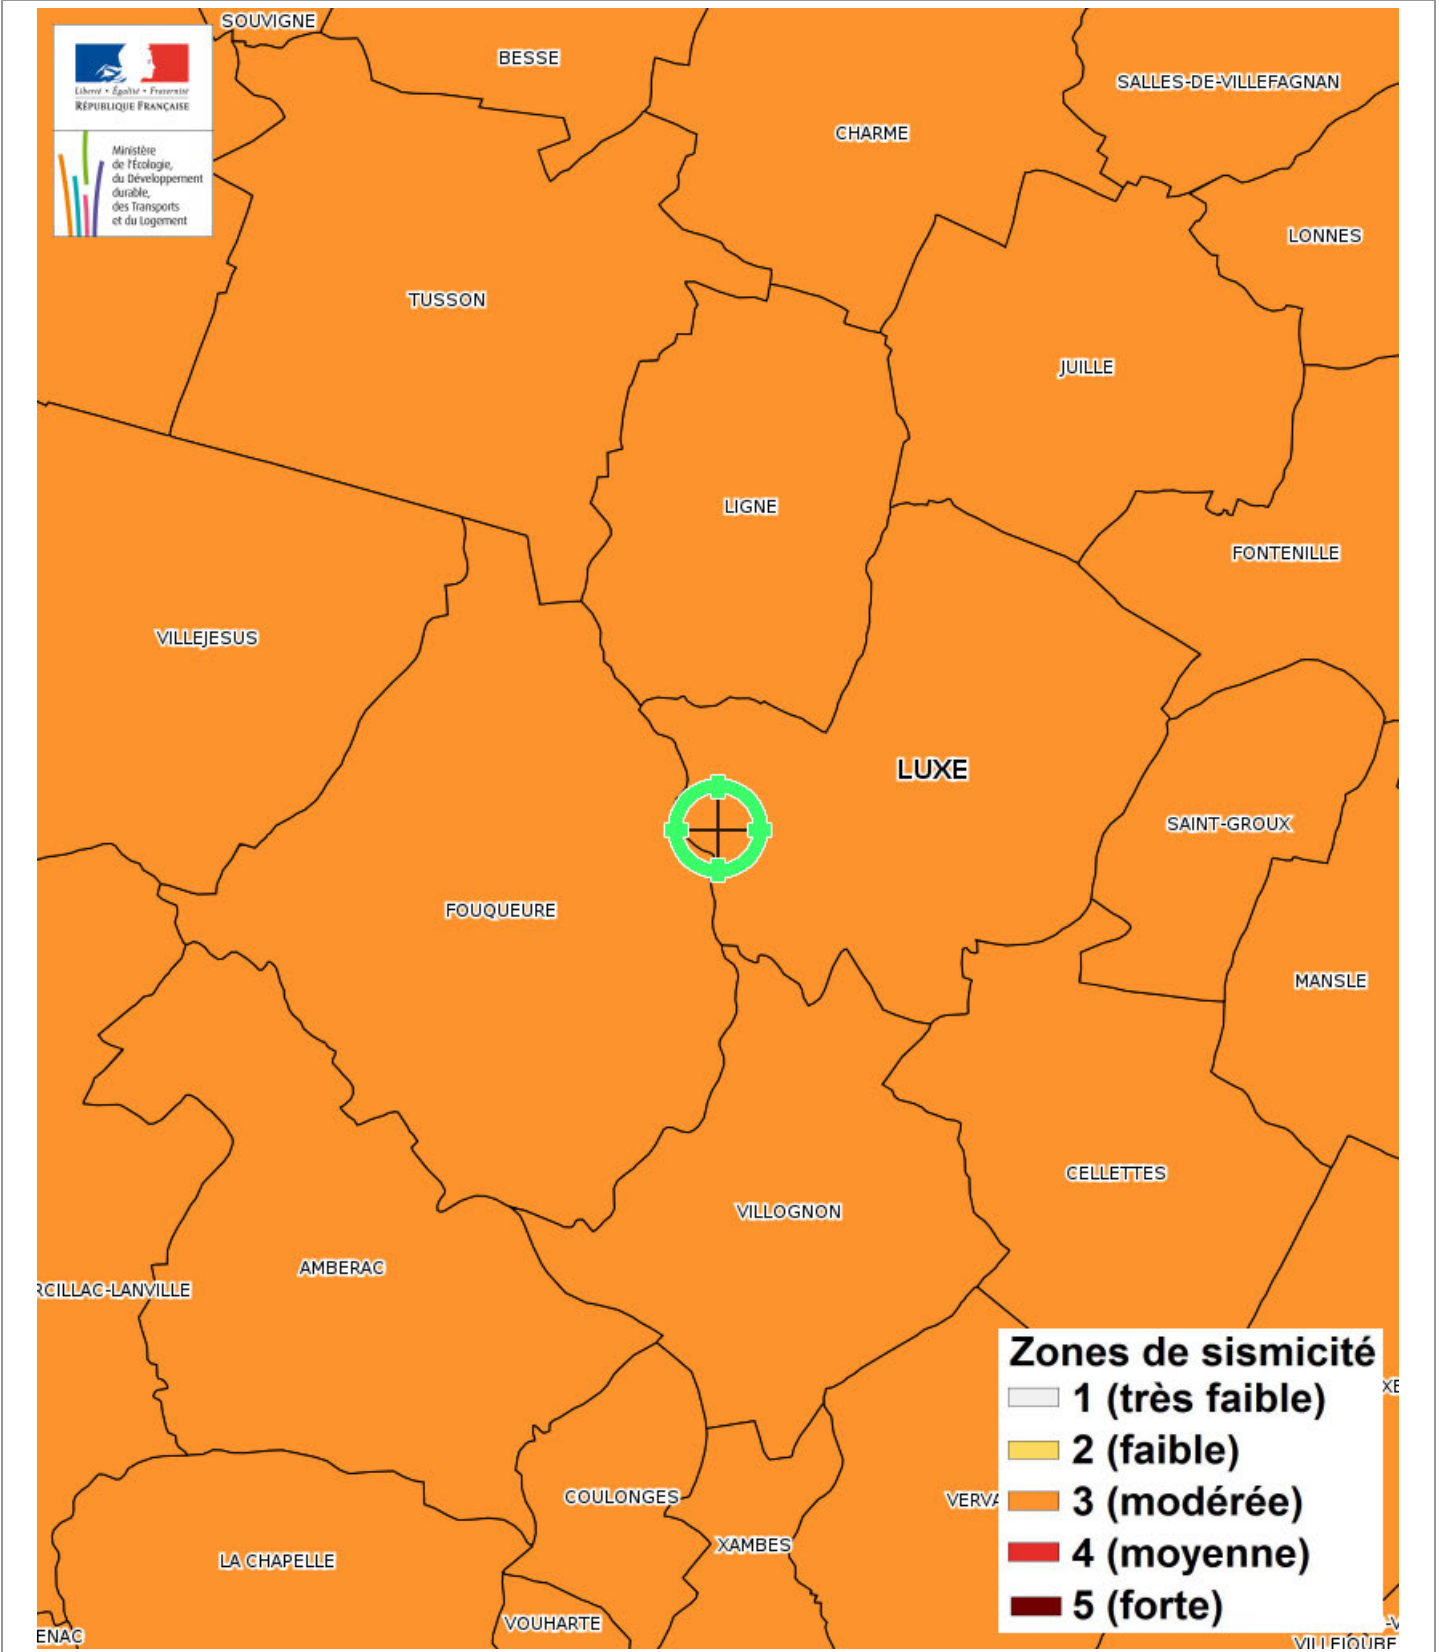 SOUVIGNE
BESSE
SALLES-DE-VILLEFAGNAN
Liberté • Égalité • Fraternité
RÉPUBLIQUE FRANÇAISE
CHARME
Ministère
de l'Écologie,
du Développement
durable,
des Transports
et du Logement
LONNES
TUSSON
JUILLE
LIGNE
FONTENILLE
VILLEJESUS
LUXE
SAINT-GROUX
FOUQUEURE
MANSLE
CELLETTES
VILLOGNON
AMBERAC
RCILLAC-LANVILLE
Zones de sismicité
1 (très faible)
2 (faible)
3 (modérée)
4 (moyenne)
5 (forte)
XE
COULONGES
VERVA
XAMBES
LA CHAPELLE
VOUHARTE
ENAC
-V
VILLEJOUBE